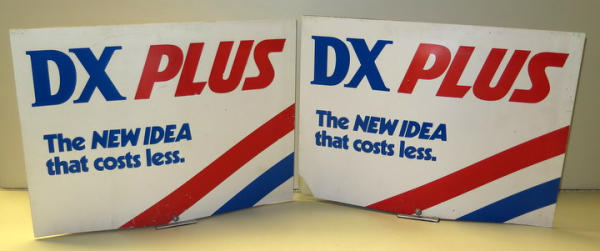 DX PLUS
The NEW IDEA
that costs less.
DX PLUS
The NEW IDEA
that costs less.